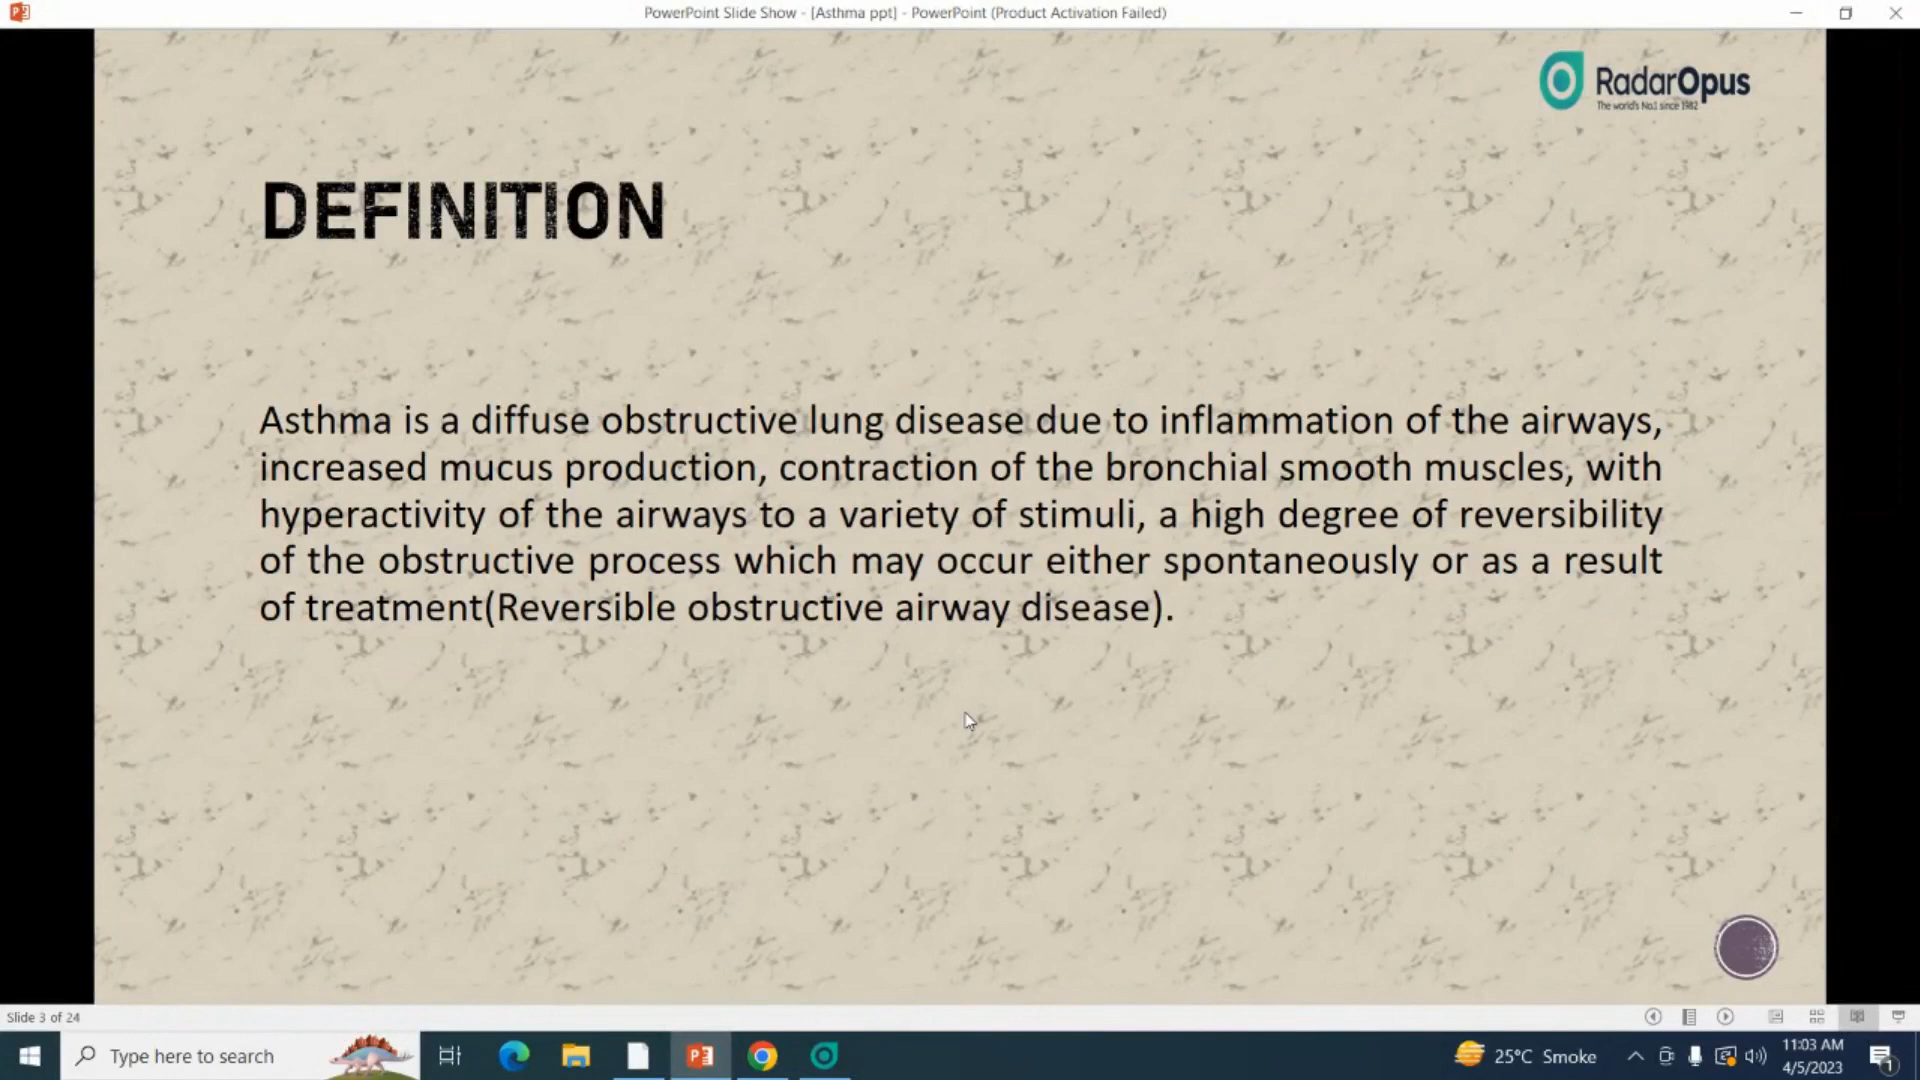 PowerPoint Slide Show - [Asthma ppt] - PowerPoint (Product Activation Failed)
RadarOpus
The world's No.1 since 1982
DEFINITION
Asthma is a diffuse obstructive lung disease due to inflammation of the airways,
increased mucus production, contraction of the bronchial smooth muscles, with
hyperactivity of the airways to a variety of stimuli, a high degree of reversibility
of the obstructive process which may occur either spontaneously or as a result
of treatment(Reversible obstructive airway disease).
Slide 3 of 24
Type here to search
25°C Smoke
11:03 AM
4/5/2023
1